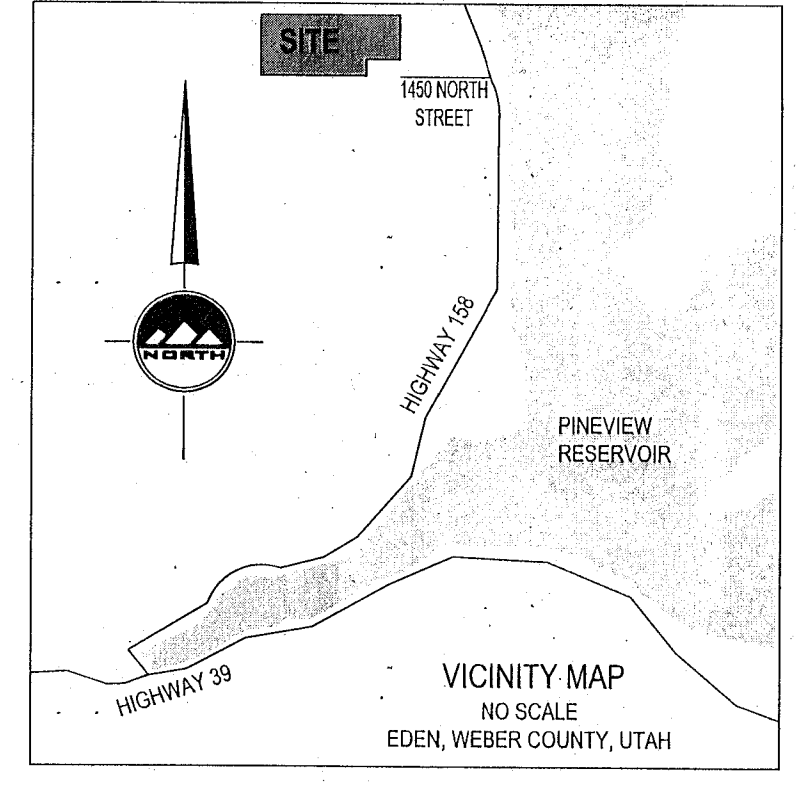 SITE
1450 NORTH
STREET
NORTH
HIGHWAY 158
PINEVIEW
RESERVOIR
HIGHWAY 39
VICINITY MAP
NO SCALE
EDEN, WEBER COUNTY, UTAH